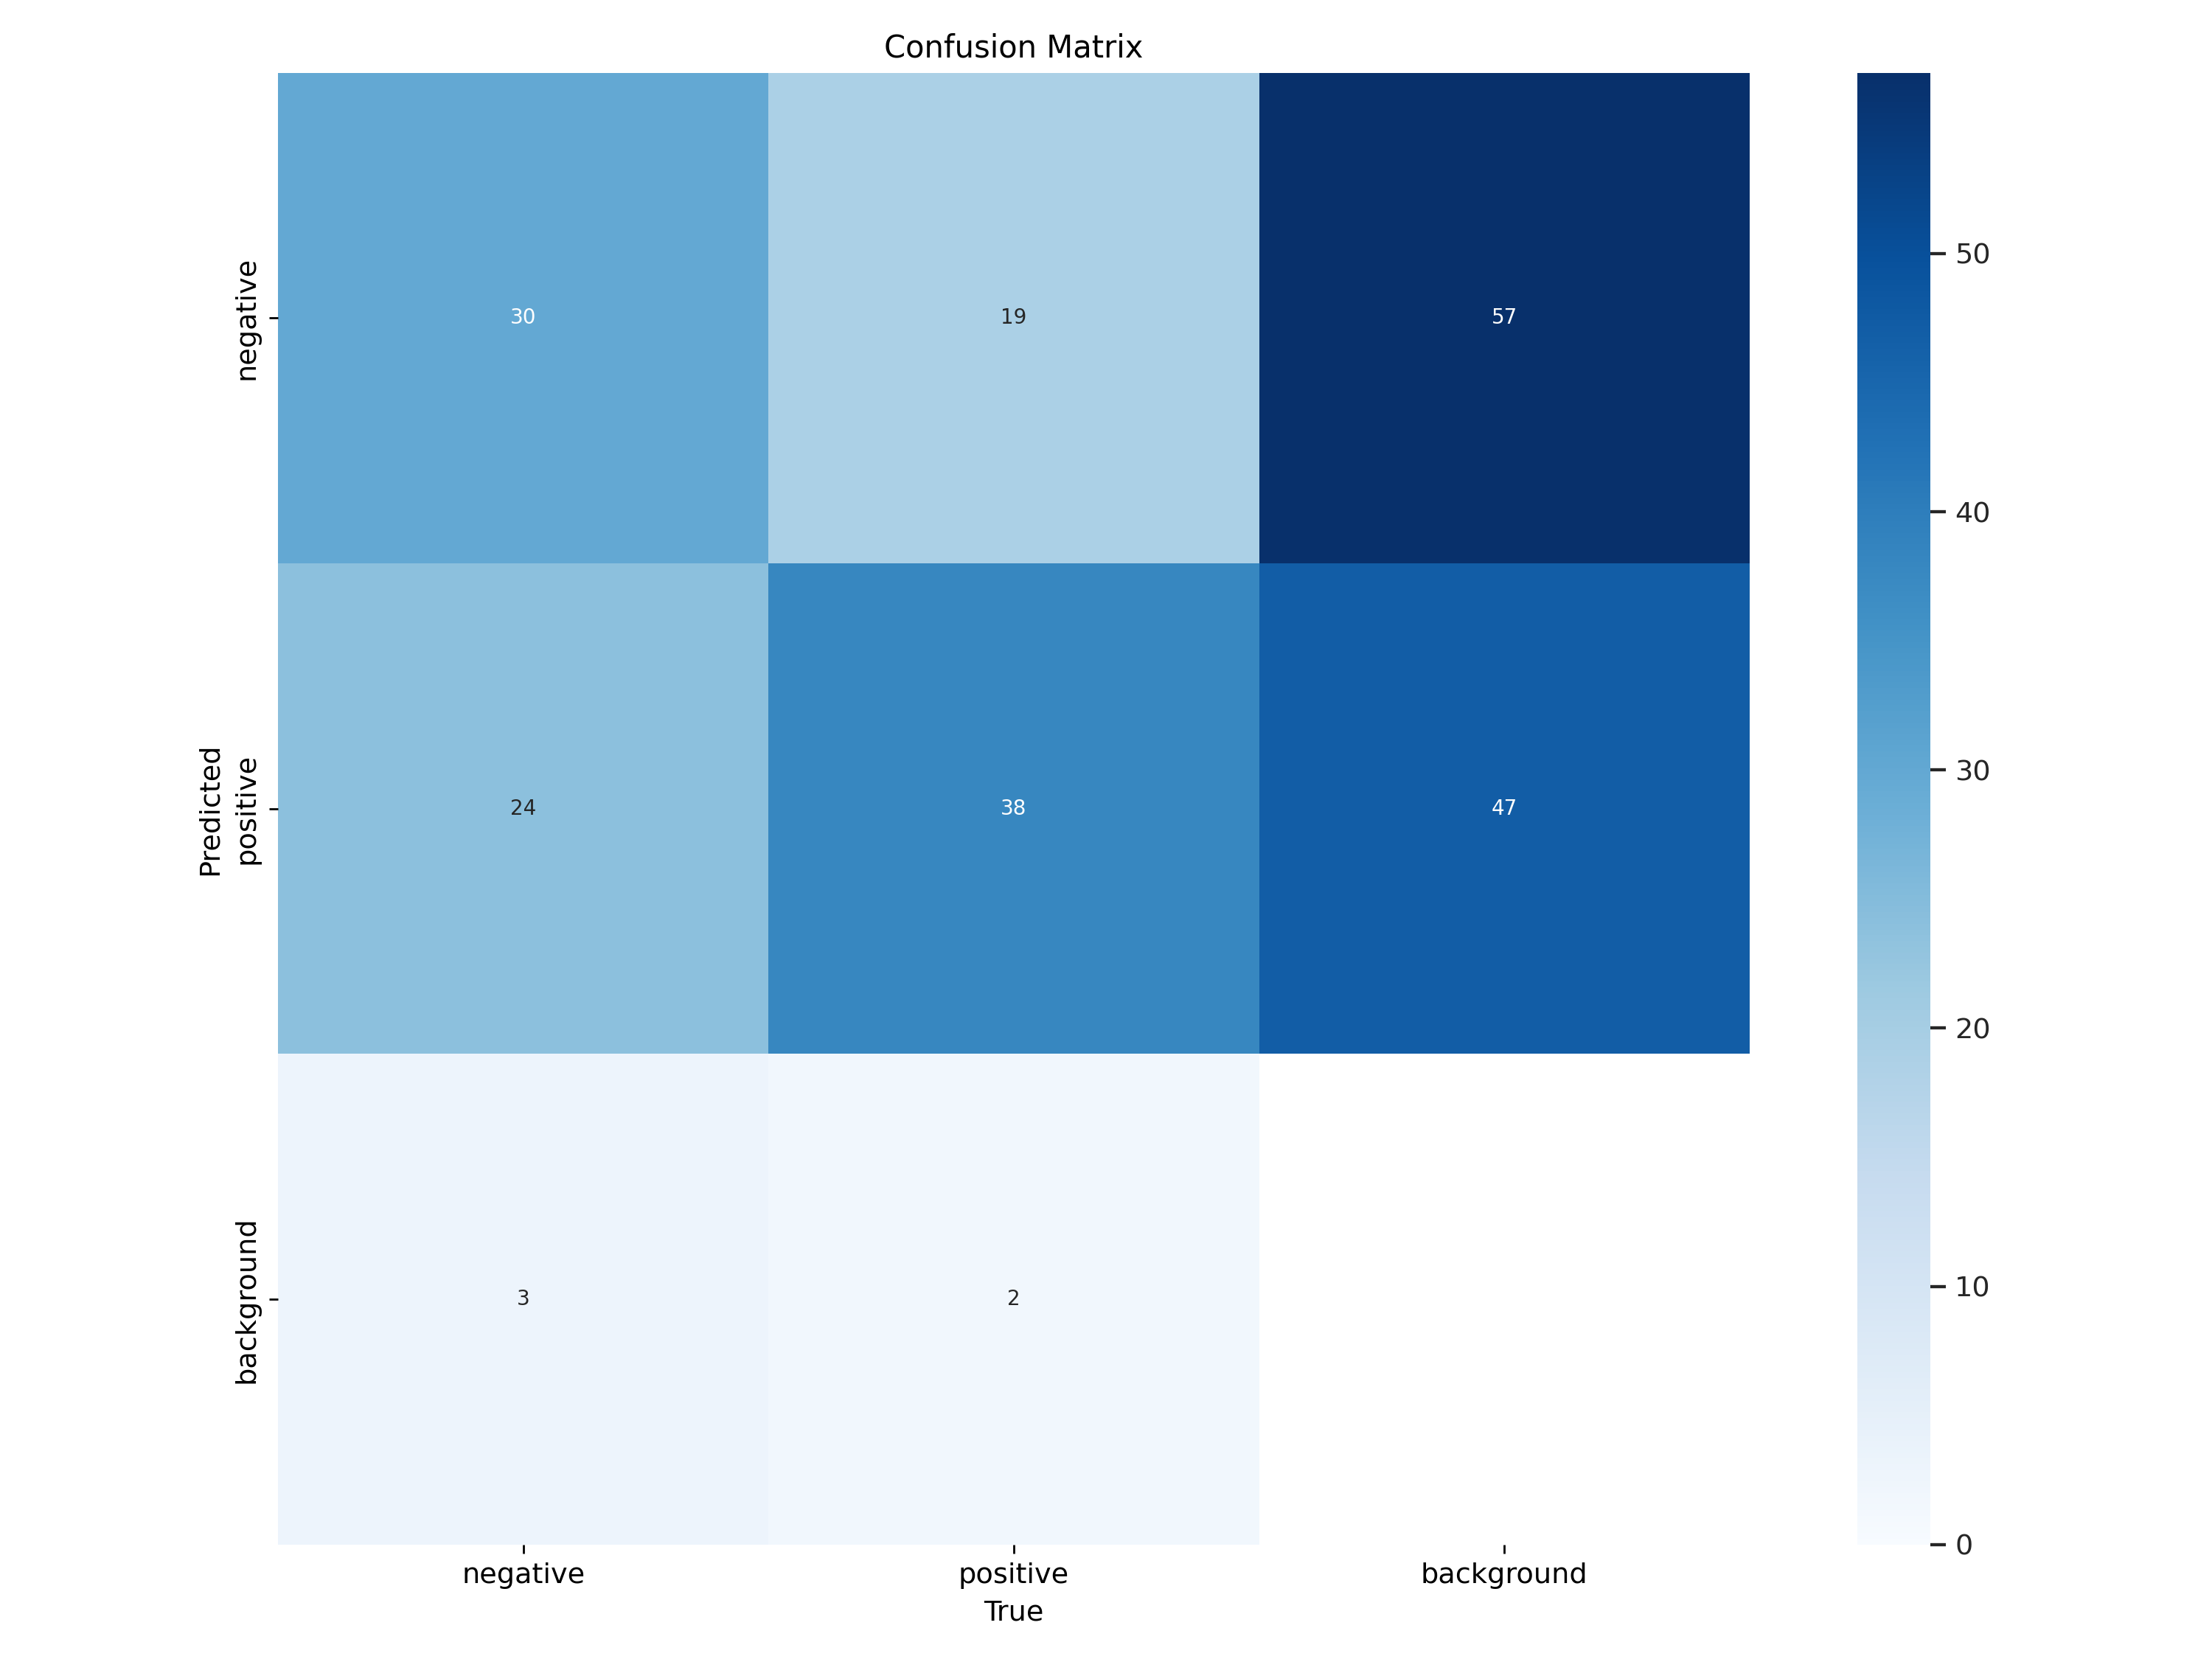 Confusion Matrix
negative
30
19
57
50
40
Predicted
positive
24
38
47
30
20
background
3
2
10
0
negative
positive
background
True